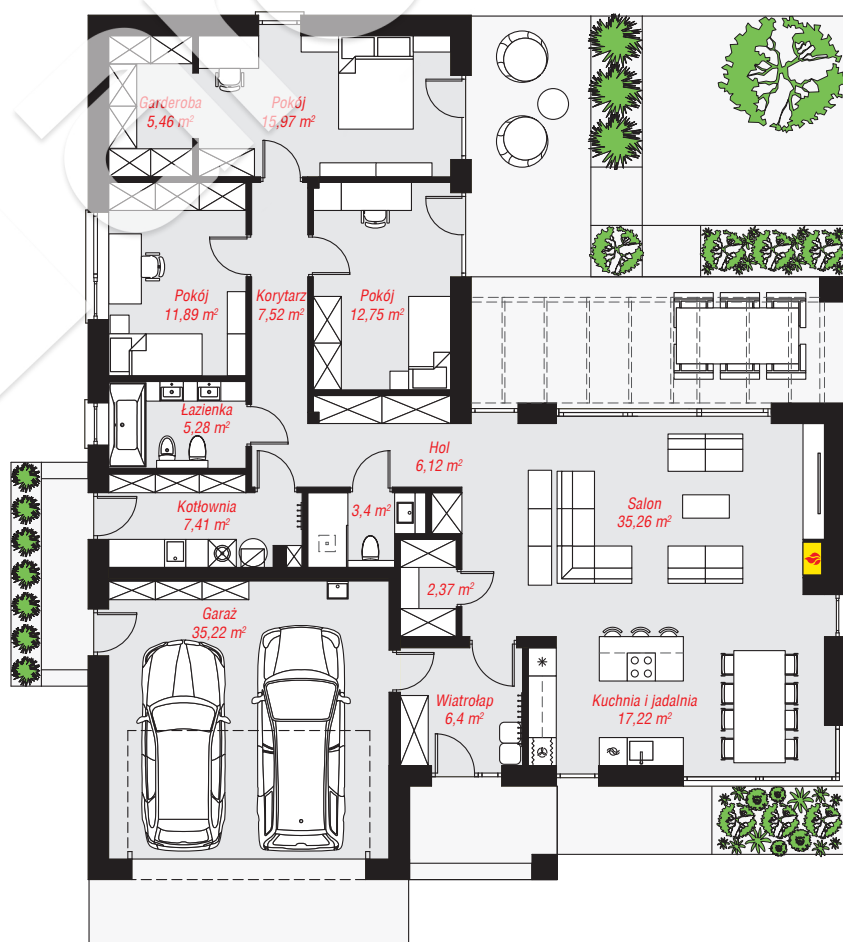 Garderoba
5,46 m²
Pokój
15,97 m²
Pokój
11,89 m²
Korytarz
7,52 m²
Pokój
12,75 m²
Łazienka
5,28 m²
Hol
6,12 m²
Kotłownia
7,41 m²
3,4 m²
Salon
35,26 m²
2,37 m²
Garaż
35,22 m²
Wiatrołap
6,4 m²
Kuchnia i jadalnia
17,22 m²